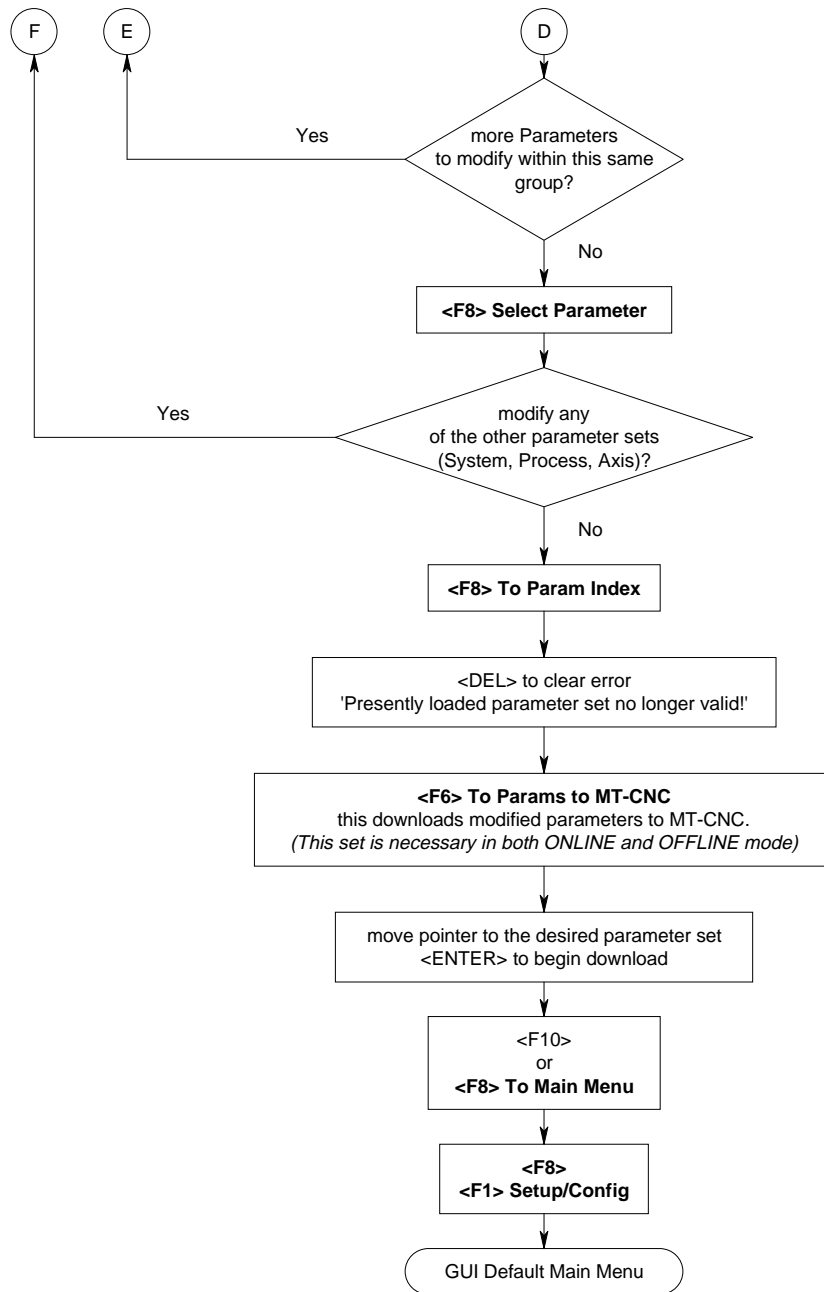 F
E
D
Yes
more Parameters
to modify within this same
group?
No
<F8> Select Parameter
Yes
modify any
of the other parameter sets
(System, Process, Axis)?
No
<F8> To Param Index
<DEL> to clear error
'Presently loaded parameter set no longer valid!'
<F6> To Params to MT-CNC
this downloads modified parameters to MT-CNC.
(This set is necessary in both ONLINE and OFFLINE mode)
move pointer to the desired parameter set
<ENTER> to begin download
<F10>
or
<F8> To Main Menu
<F8>
<F1> Setup/Config
GUI Default Main Menu